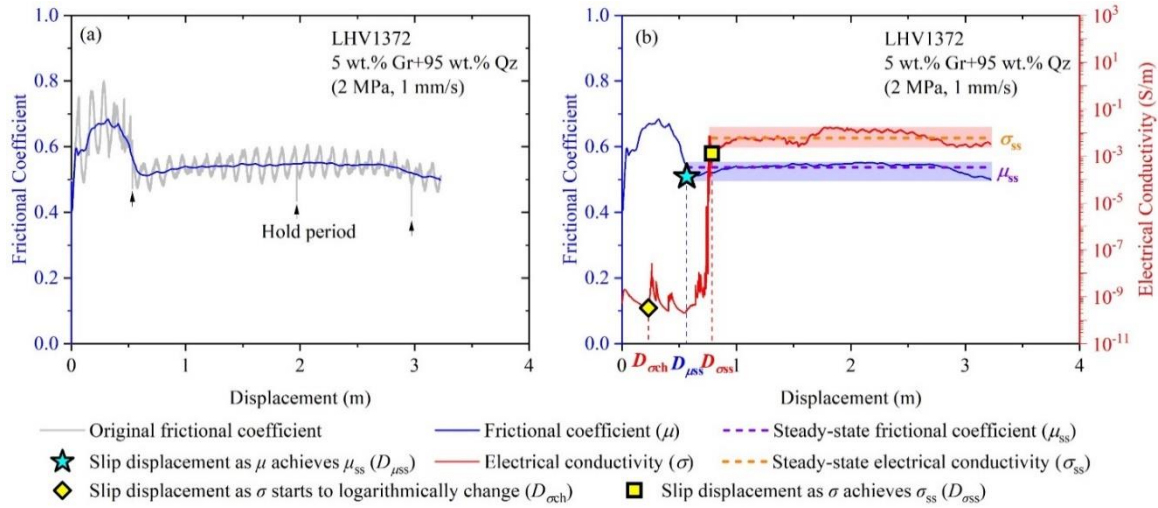 (a)
LHV1372
5 wt.% Gr+95 wt.% Qz
(2 MPa, 1 mm/s)
Hold period
Frictional Coefficient
1.0
0.8
0.6
0.4
0.2
0.0
0 1 2 3 4
Displacement (m)
(b)
LHV1372
5 wt.% Gr+95 wt.% Qz
(2 MPa, 1 mm/s)
σss
μss
Frictional Coefficient
1.0
0.8
0.6
0.4
0.2
0.0
10³
10¹
10⁻¹
10⁻³
10⁻⁵
10⁻⁷
10⁻⁹
10⁻¹¹
Electrical Conductivity (S/m)
0 1 2 3 4
Dσch Dμss Dσss
Displacement (m)
Original frictional coefficient Frictional coefficient (μ) Steady-state frictional coefficient (μss)
Slip displacement as μ achieves μss (Dμss) Electrical conductivity (σ) Steady-state electrical conductivity (σss)
Slip displacement as σ starts to logarithmically change (Dσch) Slip displacement as σ achieves σss (Dσss)